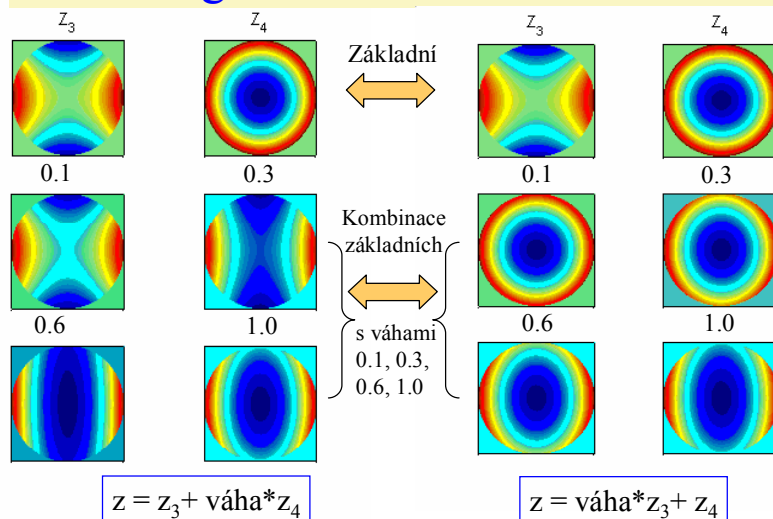 Z3
Z4
Základní
Z3
Z4
0.1
0.3
0.1
0.3
Kombinace
základních
0.6
1.0
s váhami
0.1, 0.3,
0.6, 1.0
0.6
1.0
z = z3+ váha*z4
z = váha*z3+ z4